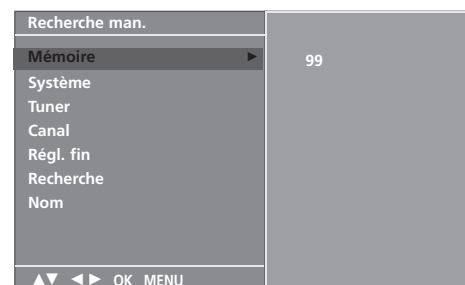 Recherche man.
Mémoire ► 99
Système
Tuner
Canal
Régl. fin
Recherche
Nom
▲▼ ◄► OK MENU